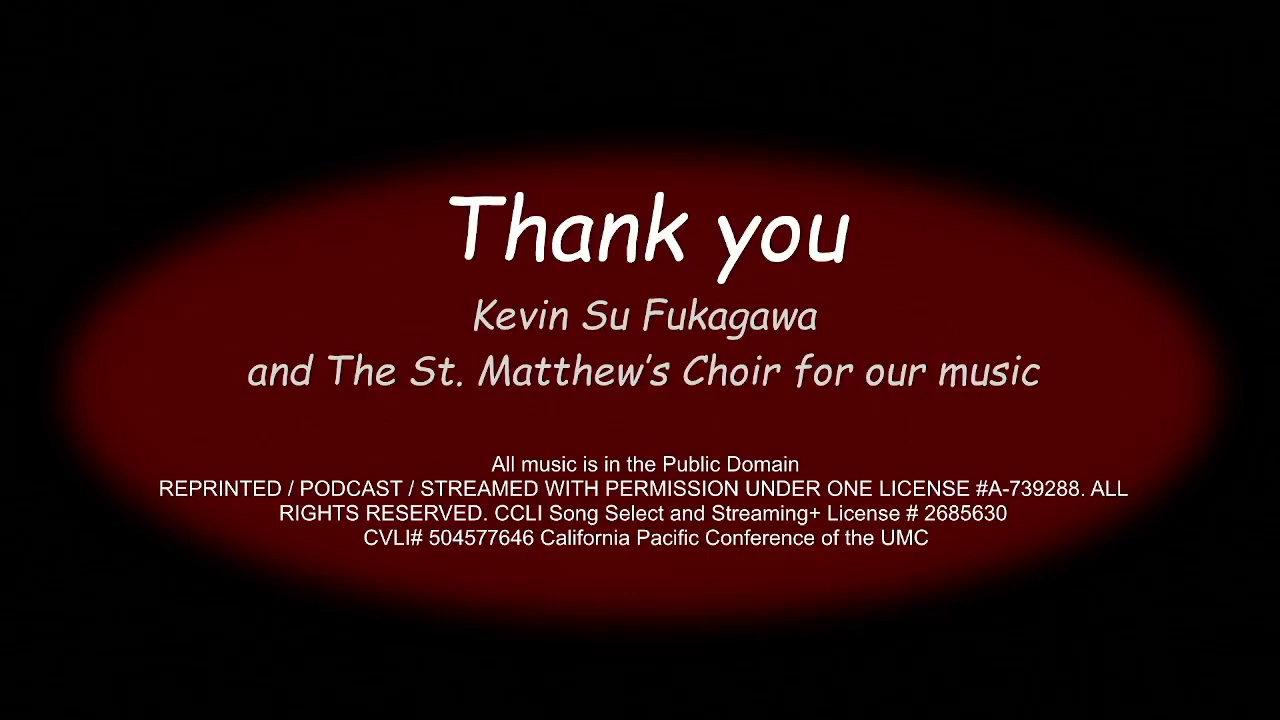 Thank you
Kevin Su Fukagawa
and The St. Matthew's Choir for our music
All music is in the Public Domain
REPRINTED / PODCAST / STREAMED WITH PERMISSION UNDER ONE LICENSE #A-739288. ALL
RIGHTS RESERVED. CCLI Song Select and Streaming+ License # 2685630
CVLI# 504577646 California Pacific Conference of the UMC